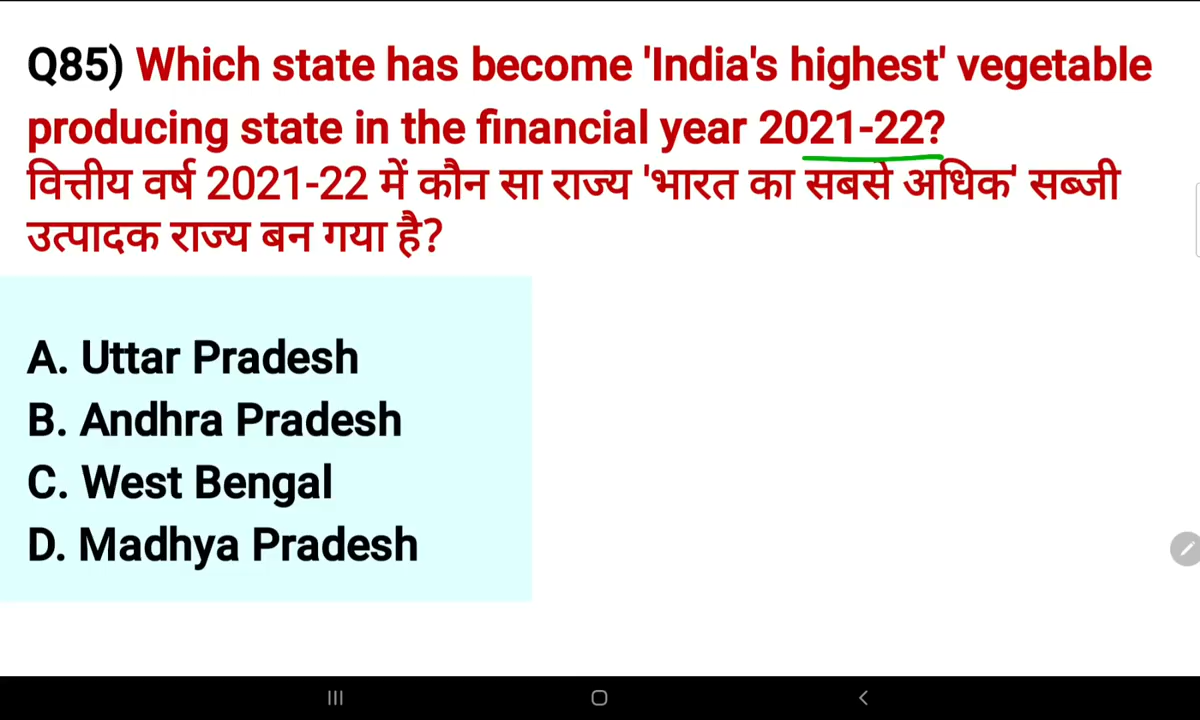 Q85) Which state has become 'India's highest' vegetable
producing state in the financial year 2021-22?
वित्तीय वर्ष 2021-22 में कौन सा राज्य 'भारत का सबसे अधिक' सब्जी
उत्पादक राज्य बन गया है?
A. Uttar Pradesh
B. Andhra Pradesh
C. West Bengal
D. Madhya Pradesh